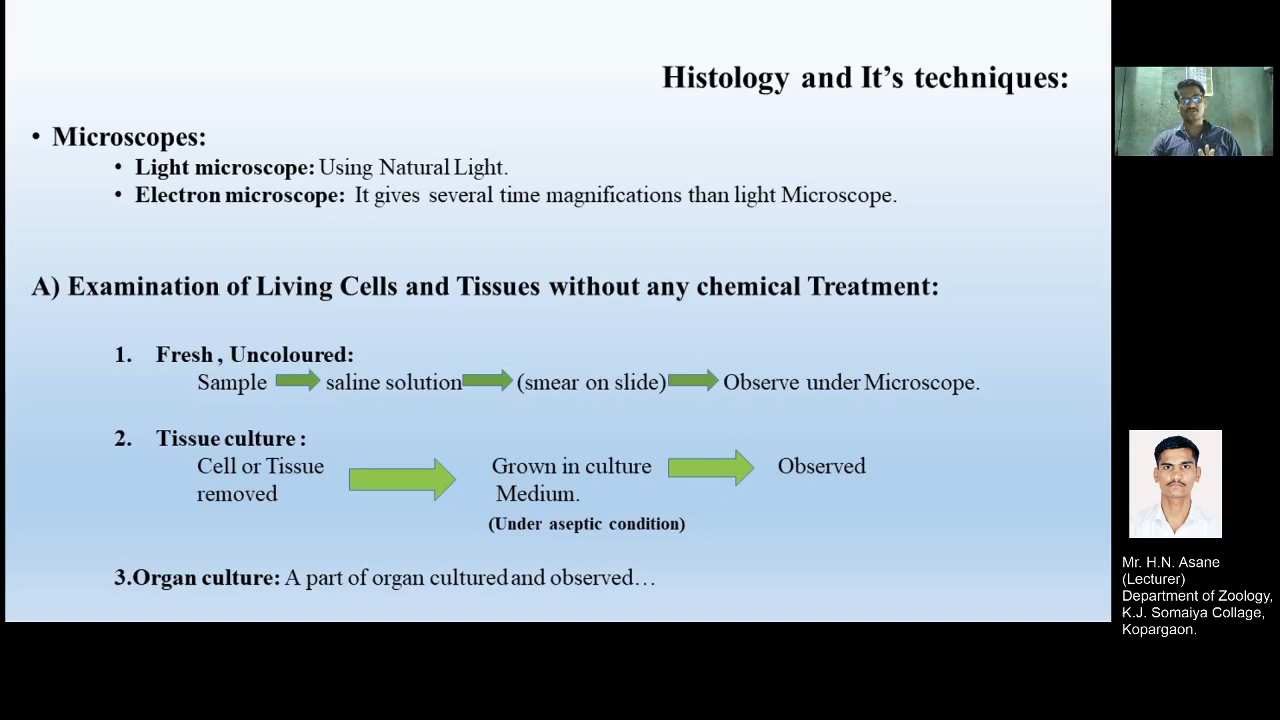 Histology and It's techniques:
• Microscopes:
• Light microscope: Using Natural Light.
• Electron microscope: It gives several time magnifications than light Microscope.
A) Examination of Living Cells and Tissues without any chemical Treatment:
1. Fresh , Uncoloured:
Sample saline solution (smear on slide) Observe under Microscope.
2. Tissue culture :
Cell or Tissue Grown in culture Observed
removed Medium.
(Under aseptic condition)
3.Organ culture: A part of organ cultured and observed…
Mr. H.N. Asane
(Lecturer)
Department of Zoology,
K.J. Somaiya Collage,
Kopargaon.